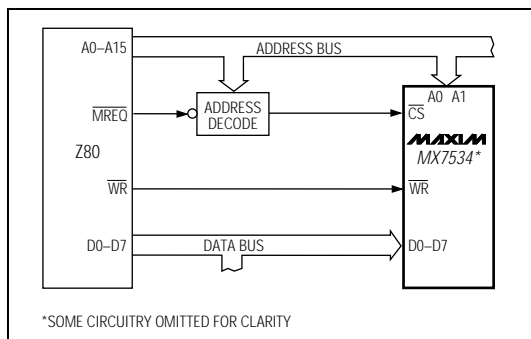 A0–A15
ADDRESS BUS
A0 A1
MREQ
ADDRESS
DECODE
CS
MAXIM
MX7534*
Z80
WR
WR
D0–D7
DATA BUS
D0–D7
*SOME CIRCUITRY OMITTED FOR CLARITY